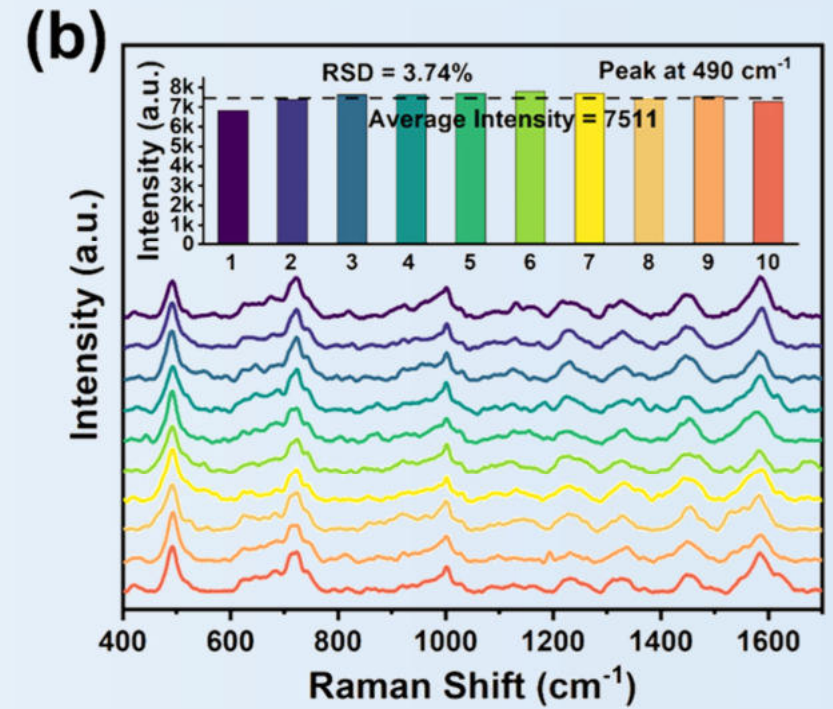 (b)
RSD = 3.74%
Peak at 490 cm⁻¹
Average Intensity = 7511
Intensity (a.u.)
8k
7k
6k
5k
4k
3k
2k
1k
0
1 2 3 4 5 6 7 8 9 10
Intensity (a.u.)
400 600 800 1000 1200 1400 1600
Raman Shift (cm⁻¹)